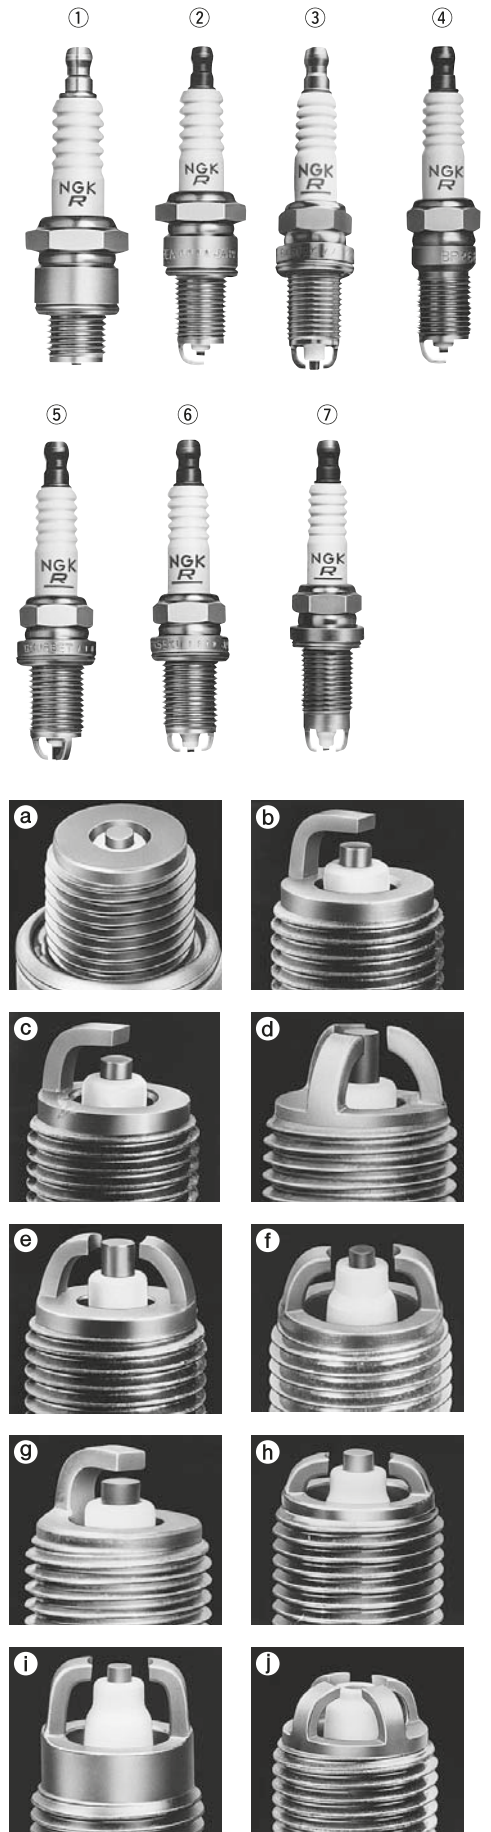 ① ② ③ ④
NGK NGK NGK NGK
R R R R
⑤ ⑥ ⑦
NGK NGK NGK
R R R
a b
c d
e f
g h
i j